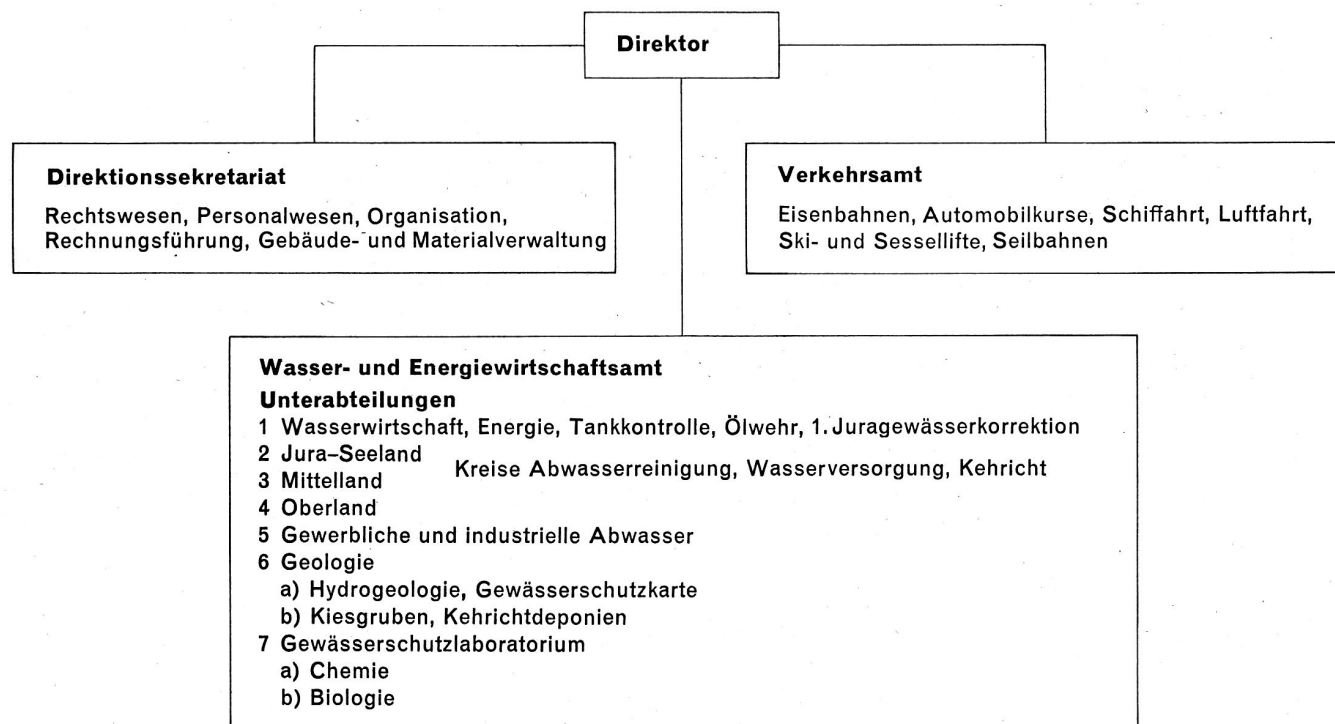 Direktor
Direktionssekretariat
Rechtswesen, Personalwesen, Organisation,
Rechnungsführung, Gebäude- und Materialverwaltung
Verkehrsamt
Eisenbahnen, Automobilkurse, Schiffahrt, Luftfahrt,
Ski- und Sessellifte, Seilbahnen
Wasser- und Energiewirtschaftsamt
Unterabteilungen
1 Wasserwirtschaft, Energie, Tankkontrolle, Ölwehr, 1. Juragewässerkorrektion
2 Jura–Seeland
Kreise Abwasserreinigung, Wasserversorgung, Kehricht
3 Mittelland
4 Oberland
5 Gewerbliche und industrielle Abwasser
6 Geologie
a) Hydrogeologie, Gewässerschutzkarte
b) Kiesgruben, Kehrichtdeponien
7 Gewässerschutzlaboratorium
a) Chemie
b) Biologie